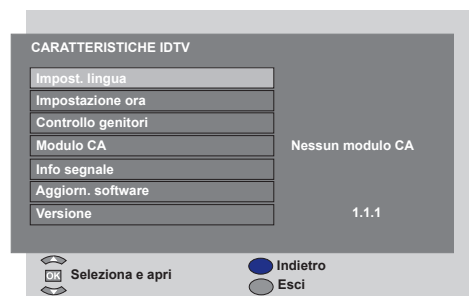 CARATTERISTICHE IDTV
Impost. lingua
Impostazione ora
Controllo genitori
Modulo CA Nessun modulo CA
Info segnale
Aggiorn. software
Versione 1.1.1
OK Seleziona e apri Indietro
Esci